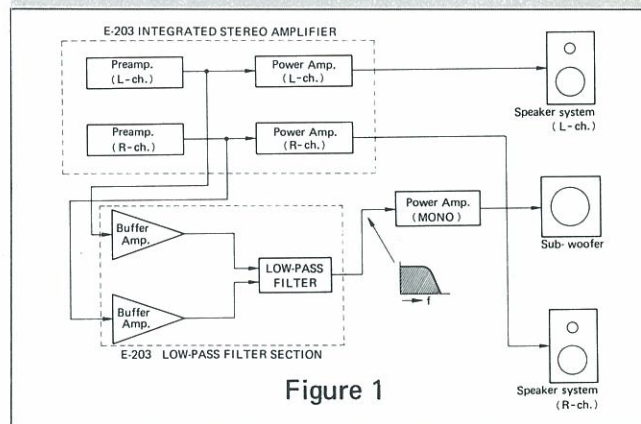 E-203 INTEGRATED STEREO AMPLIFIER
Preamp.
(L-ch.)
Power Amp.
(L-ch.)
Speaker system
(L-ch.)
Preamp.
(R-ch.)
Power Amp.
(R-ch.)
Buffer
Amp.
Power Amp.
(MONO)
Sub-woofer
LOW-PASS
FILTER
f
Buffer
Amp.
E-203 LOW-PASS FILTER SECTION
Figure 1
Speaker system
(R-ch.)